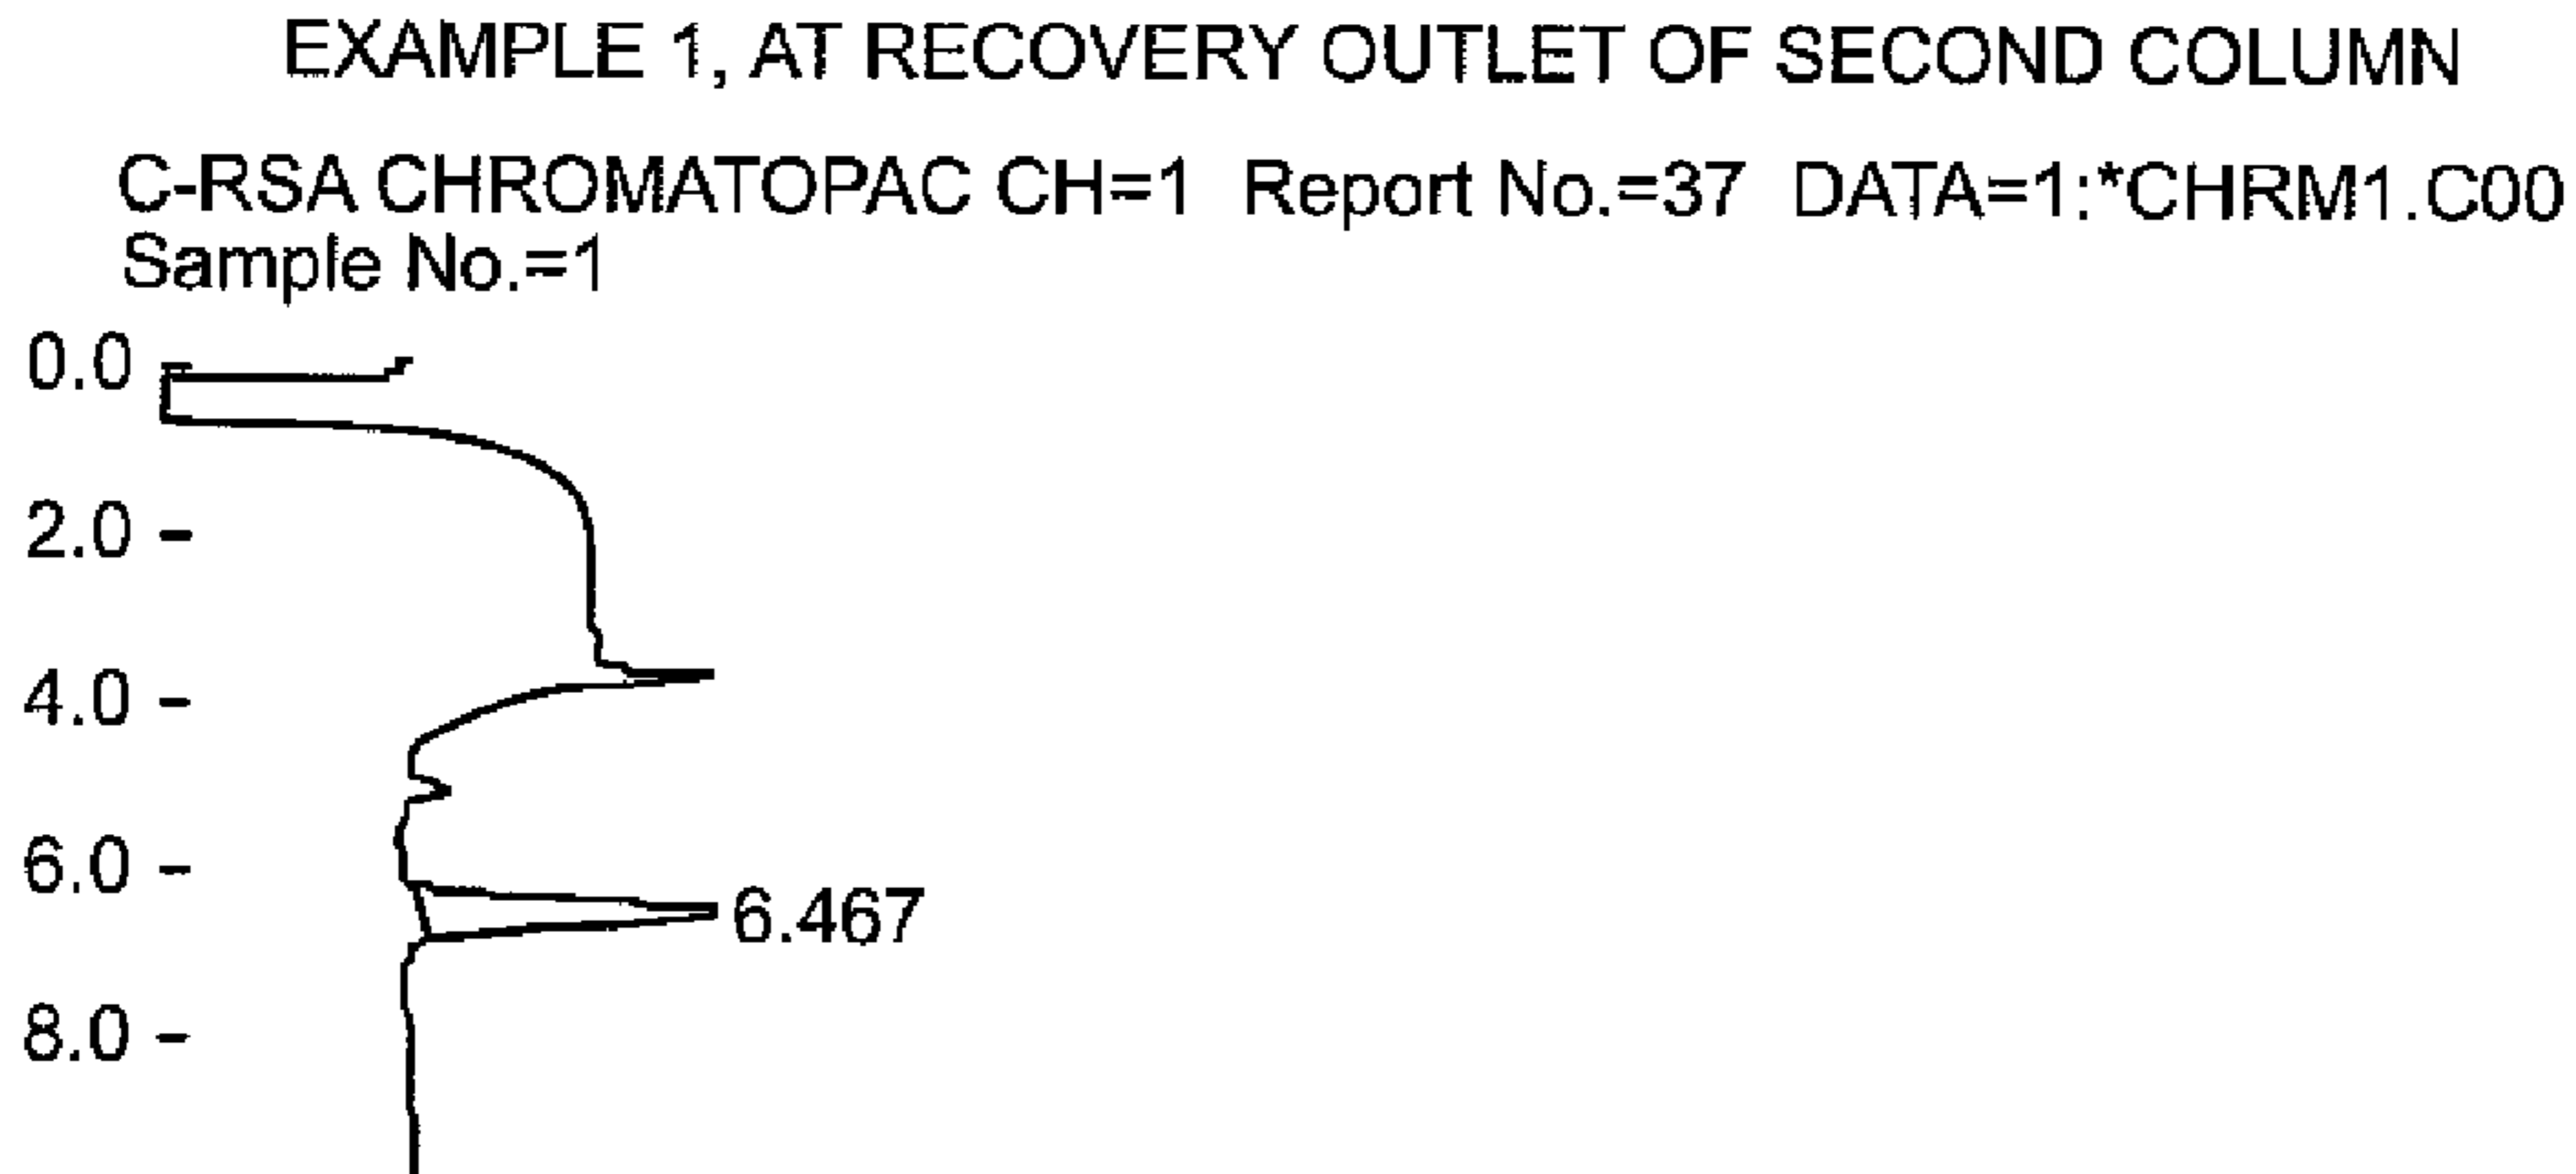 EXAMPLE 1, AT RECOVERY OUTLET OF SECOND COLUMN
C-RSA CHROMATOPAC CH=1 Report No.=37 DATA=1:*CHRM1.C00
Sample No.=1
0.0
2.0
4.0
6.0
6.467
8.0